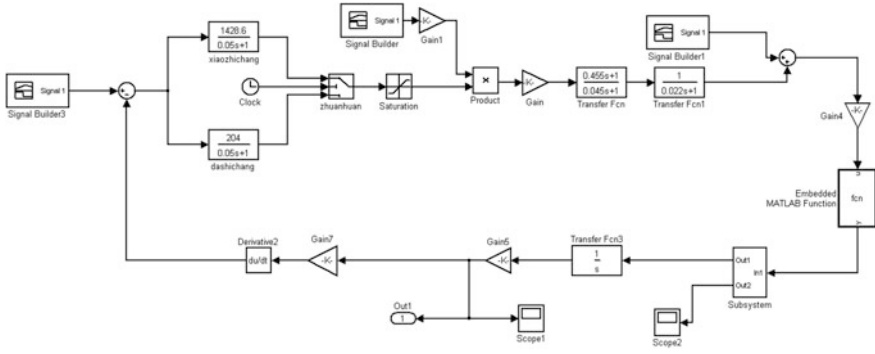 Signal 1
Signal Builder3
1428.6
0.05s+1
xiaozhichang
Clock
204
0.05s+1
dashichang
zhuanhuan
Saturation
Signal 1
Signal Builder
-K-
Gain1
×
Product
-K-
Gain
0.455s+1
0.045s+1
Transfer Fcn
1
0.022s+1
Transfer Fcn1
Signal 1
Signal Builder1
-K-
Gain4
u
fcn
y
Embedded
MATLAB Function
Out1
In1
Out2
Subsystem
Scope2
Transfer Fcn3
1
s
Gain5
-K-
Scope1
Out1
1
Gain7
-K-
Derivative2
du/dt